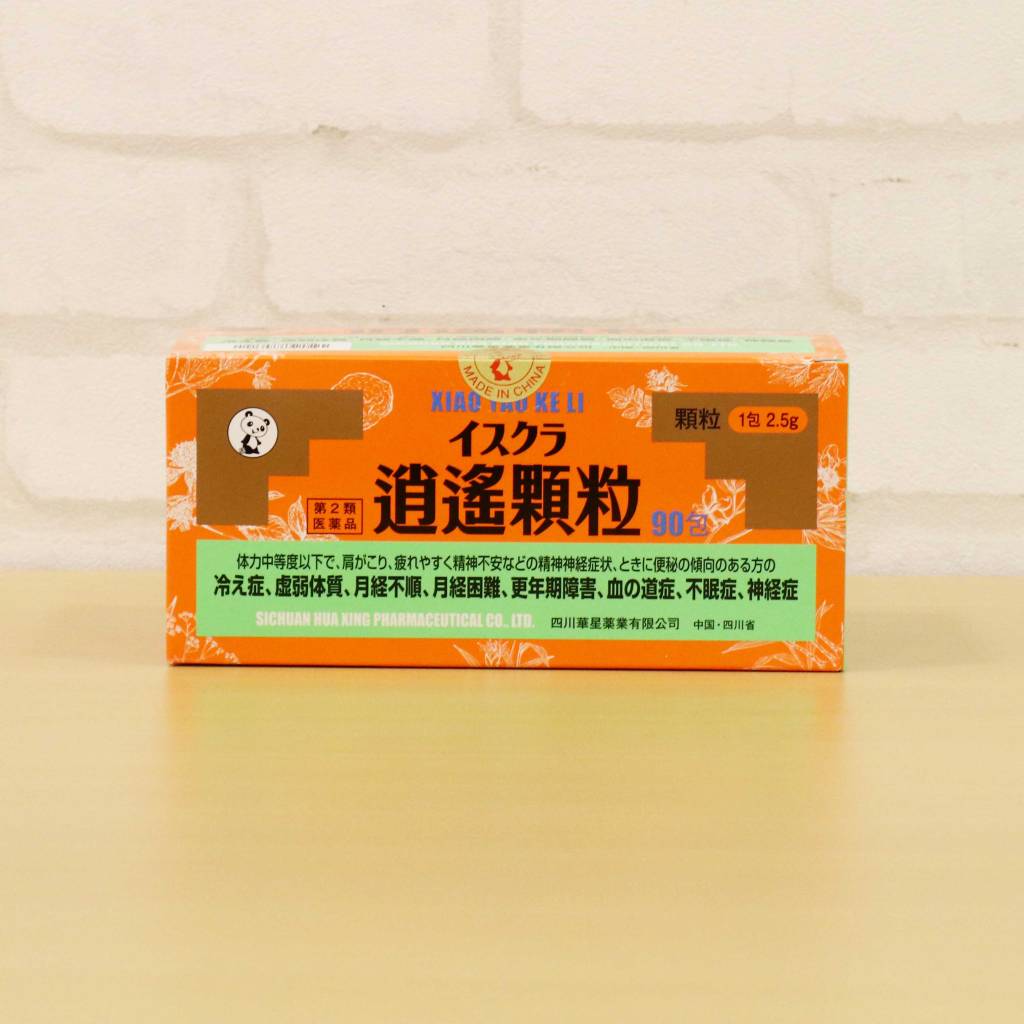 MADE IN CHINA
XIAO YAO KE LI
イスクラ
逍遙顆粒
90包
第2類
医薬品
顆粒
1包 2.5g
体力中等度以下で、肩がこり、疲れやすく精神不安などの精神神経症状、ときに便秘の傾向のある方の
冷え症、虚弱体質、月経不順、月経困難、更年期障害、血の道症、不眠症、神経症
SICHUAN HUA XING PHARMACEUTICAL CO., LTD. 四川華星薬業有限公司 中国・四川省